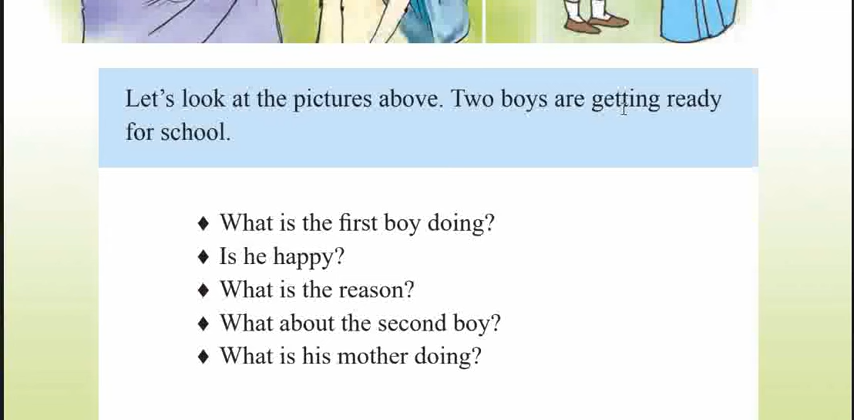 Let's look at the pictures above. Two boys are getting ready
for school.
♦ What is the first boy doing?
♦ Is he happy?
♦ What is the reason?
♦ What about the second boy?
♦ What is his mother doing?